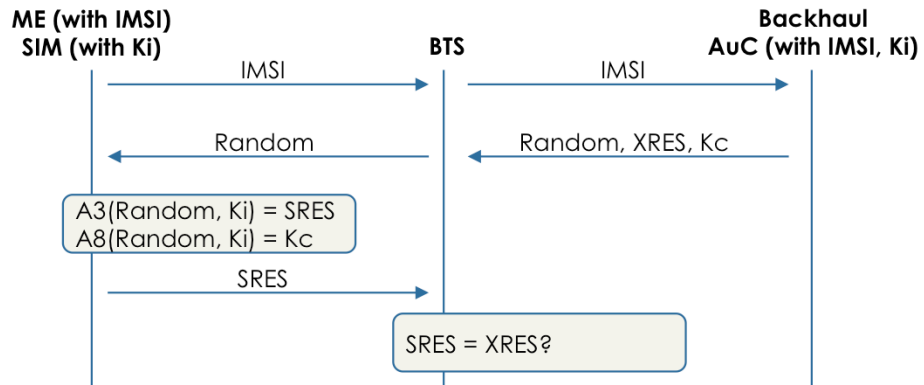 ME (with IMSI)
SIM (with Ki)
BTS
Backhaul
AuC (with IMSI, Ki)
IMSI
IMSI
Random
Random, XRES, Kc
A3(Random, Ki) = SRES
A8(Random, Ki) = Kc
SRES
SRES = XRES?